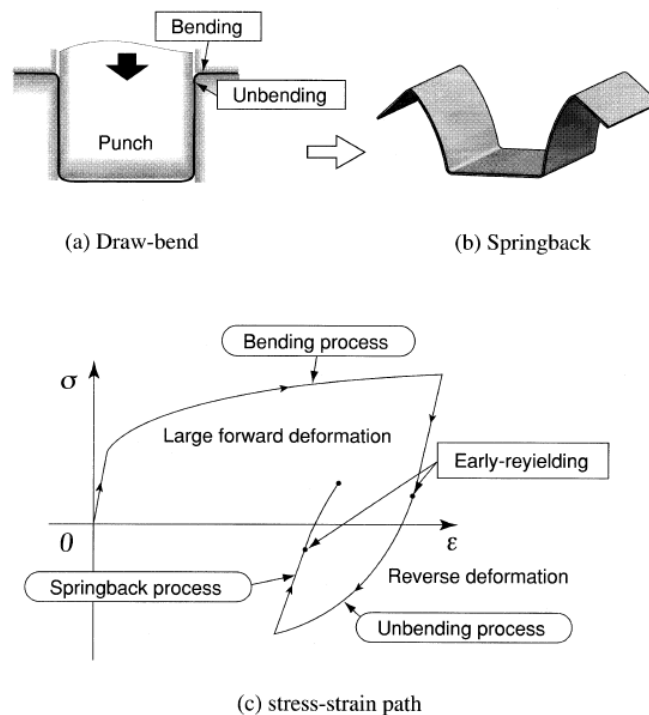 Bending
Unbending
Punch
(a) Draw-bend
(b) Springback
Bending process
σ
Large forward deformation
Early-reyielding
0
ε
Springback process
Reverse deformation
Unbending process
(c) stress-strain path